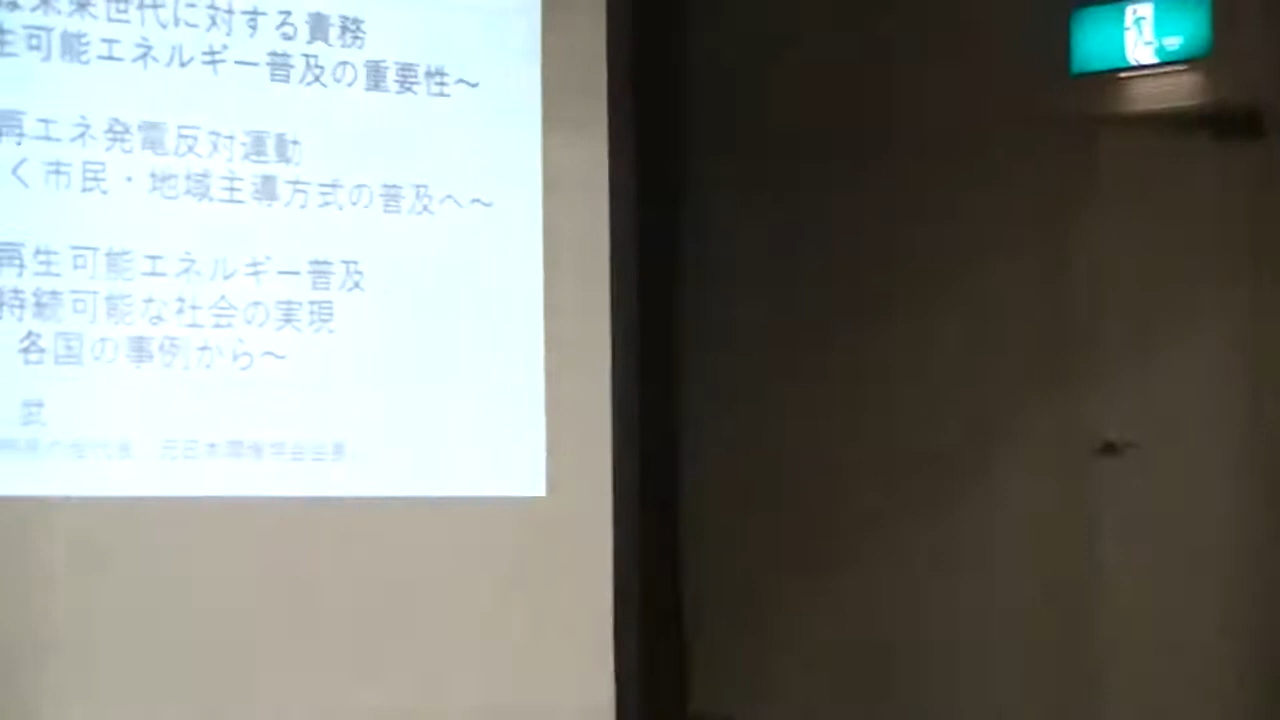 未来世代に対する責務
生可能エネルギー普及の重要性〜
再エネ発電反対運動
く市民・地域主導方式の普及へ〜
再生可能エネルギー普及
持続可能な社会の実現
各国の事例から〜
武